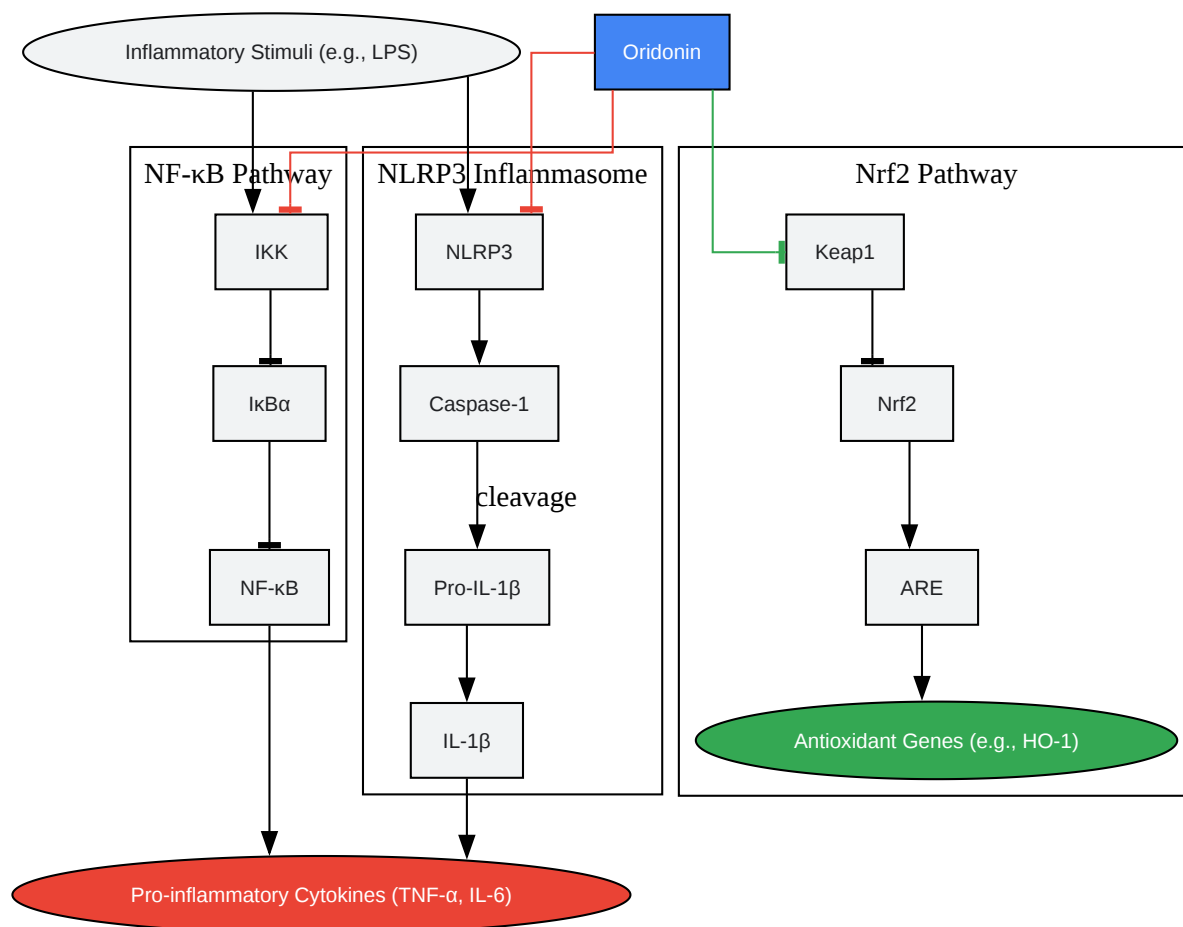 Inflammatory Stimuli (e.g., LPS)
Oridonin
NF-κB Pathway
NLRP3 Inflammasome
Nrf2 Pathway
IKK
NLRP3
Keap1
IκBα
Caspase-1
Nrf2
cleavage
NF-κB
Pro-IL-1β
ARE
IL-1β
Antioxidant Genes (e.g., HO-1)
Pro-inflammatory Cytokines (TNF-α, IL-6)